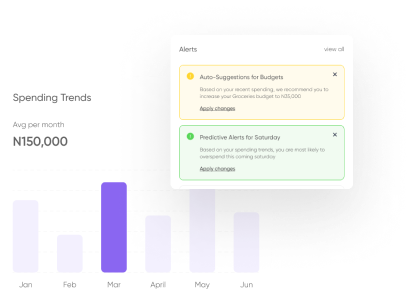 Alerts
view all
Auto-Suggestions for Budgets
Based on your recent spending, we recommend you to
increase your Groceries budget to N35,000
Apply changes
Predictive Alerts for Saturday
Based on your spending trends, you are most likely to
overspend this coming saturday
Apply changes
Spending Trends
Avg per month
N150,000
Jan Feb Mar Apr May Jun